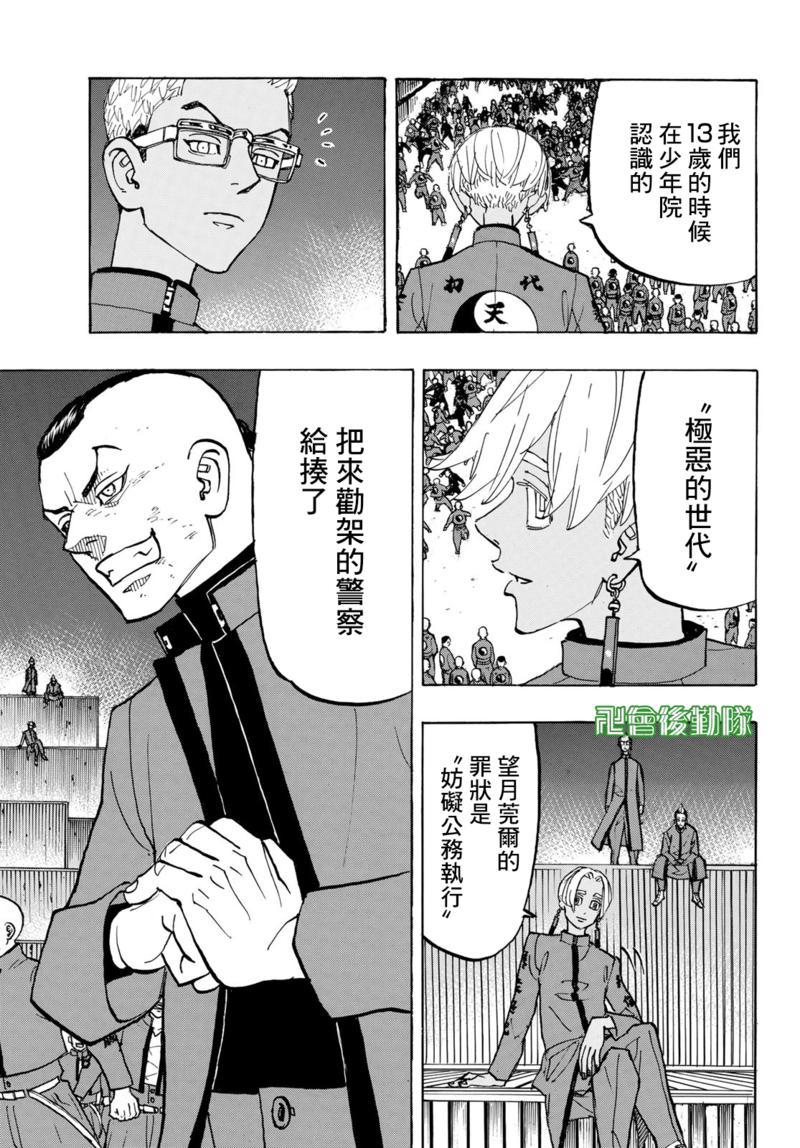 我們
13歲的時候
在少年院
認識的
代
天
〝極惡的世代〞
卍會後勤隊
望月莞爾的
罪狀是
〝妨礙公務執行〞
把來勸架的警察
給揍了